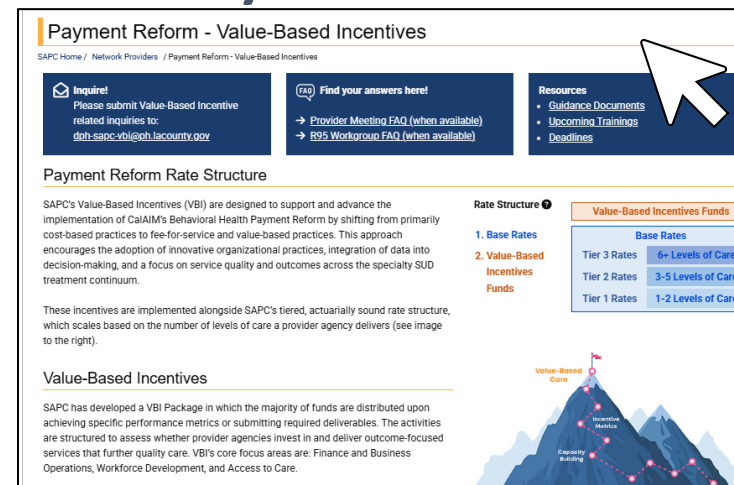 Payment Reform - Value-Based Incentives
SAPC Home / Network Providers / Payment Reform - Value-Based Incentives
Inquire!
Please submit Value-Based Incentive
related inquiries to:
dph-sapc-vbi@ph.lacounty.gov
FAQ Find your answers here!
→ Provider Meeting FAQ (when available)
→ R95 Workgroup FAQ (when available)
Resources
• Guidance Documents
• Upcoming Trainings
• Deadlines
Payment Reform Rate Structure
SAPC's Value-Based Incentives (VBI) are designed to support and advance the
implementation of CalAIM's Behavioral Health Payment Reform by shifting from primarily
cost-based practices to fee-for-service and value-based practices. This approach
encourages the adoption of innovative organizational practices, integration of data into
decision-making, and a focus on service quality and outcomes across the specialty SUD
treatment continuum.
These incentives are implemented alongside SAPC's tiered, actuarially sound rate structure,
which scales based on the number of levels of care a provider agency delivers (see image
to the right).
Rate Structure ?
1. Base Rates
2. Value-Based
Incentives
Funds
Value-Based Incentives Funds
Base Rates
Tier 3 Rates 6+ Levels of Care
Tier 2 Rates 3-5 Levels of Care
Tier 1 Rates 1-2 Levels of Care
Value-Based Incentives
SAPC has developed a VBI Package in which the majority of funds are distributed upon
achieving specific performance metrics or submitting required deliverables. The activities
are structured to assess whether provider agencies invest in and deliver outcome-focused
services that further quality care. VBI's core focus areas are: Finance and Business
Operations, Workforce Development, and Access to Care.
Value-Based
Care
Incentive
Metrics
Capacity
Building